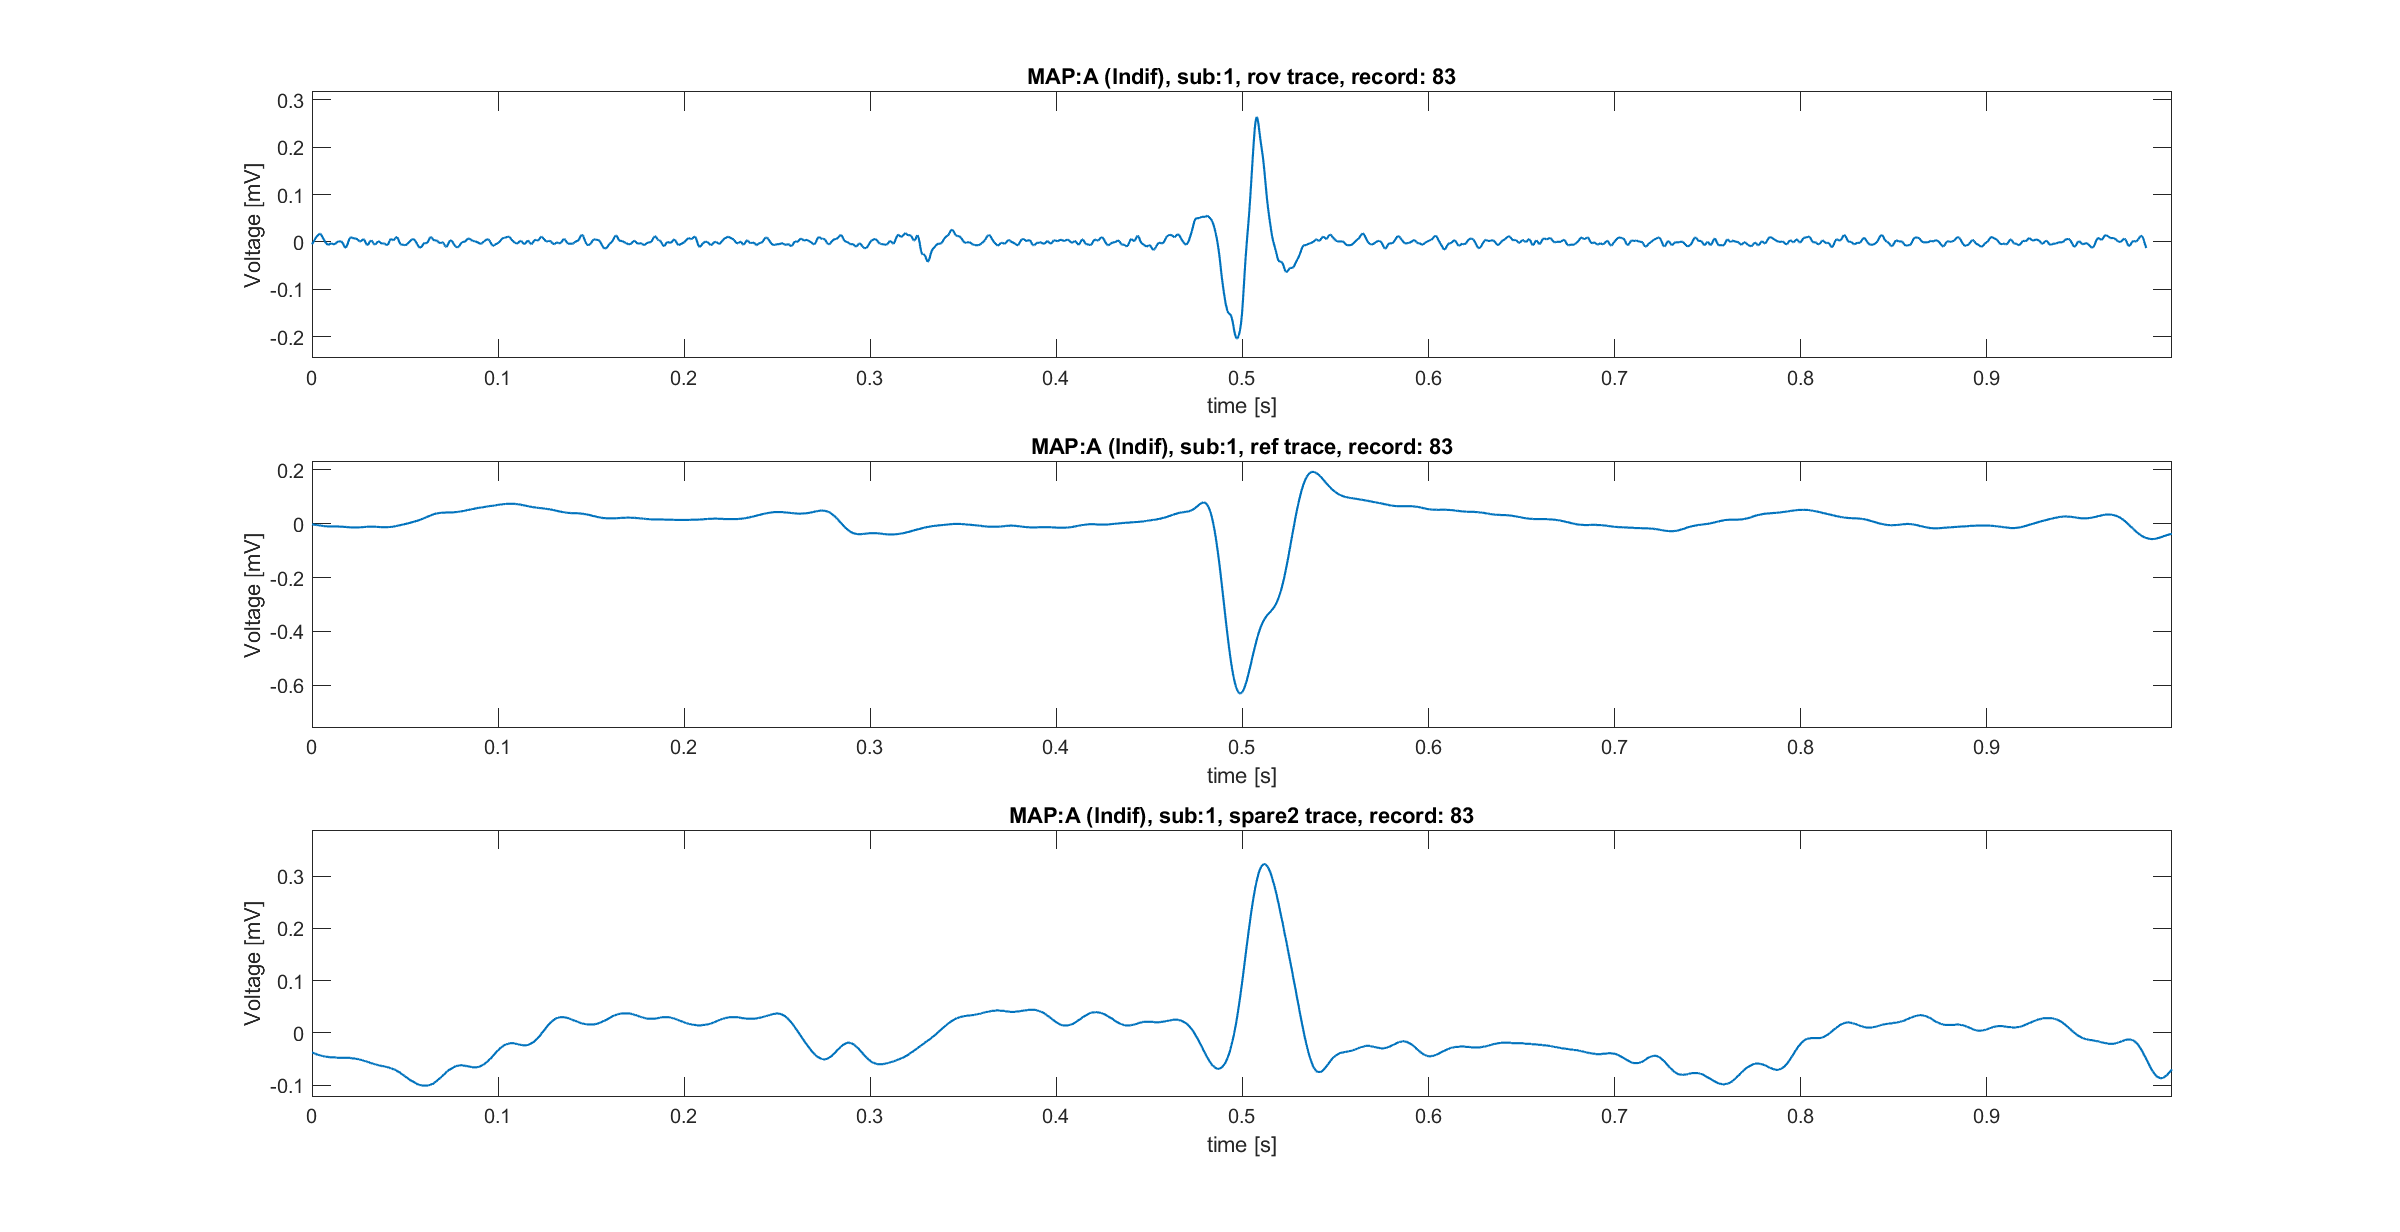 MAP:A (Indif), sub:1, rov trace, record: 83
Voltage [mV]
0.3
0.2
0.1
0
-0.1
-0.2
0 0.1 0.2 0.3 0.4 0.5 0.6 0.7 0.8 0.9
time [s]
MAP:A (Indif), sub:1, ref trace, record: 83
Voltage [mV]
0.2
0
-0.2
-0.4
-0.6
0 0.1 0.2 0.3 0.4 0.5 0.6 0.7 0.8 0.9
time [s]
MAP:A (Indif), sub:1, spare2 trace, record: 83
Voltage [mV]
0.3
0.2
0.1
0
-0.1
0 0.1 0.2 0.3 0.4 0.5 0.6 0.7 0.8 0.9
time [s]